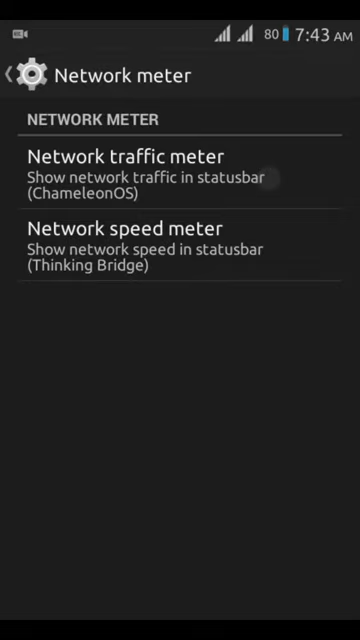 80 7:43 AM
Network meter
NETWORK METER
Network traffic meter
Show network traffic in statusbar
(ChameleonOS)
Network speed meter
Show network speed in statusbar
(Thinking Bridge)